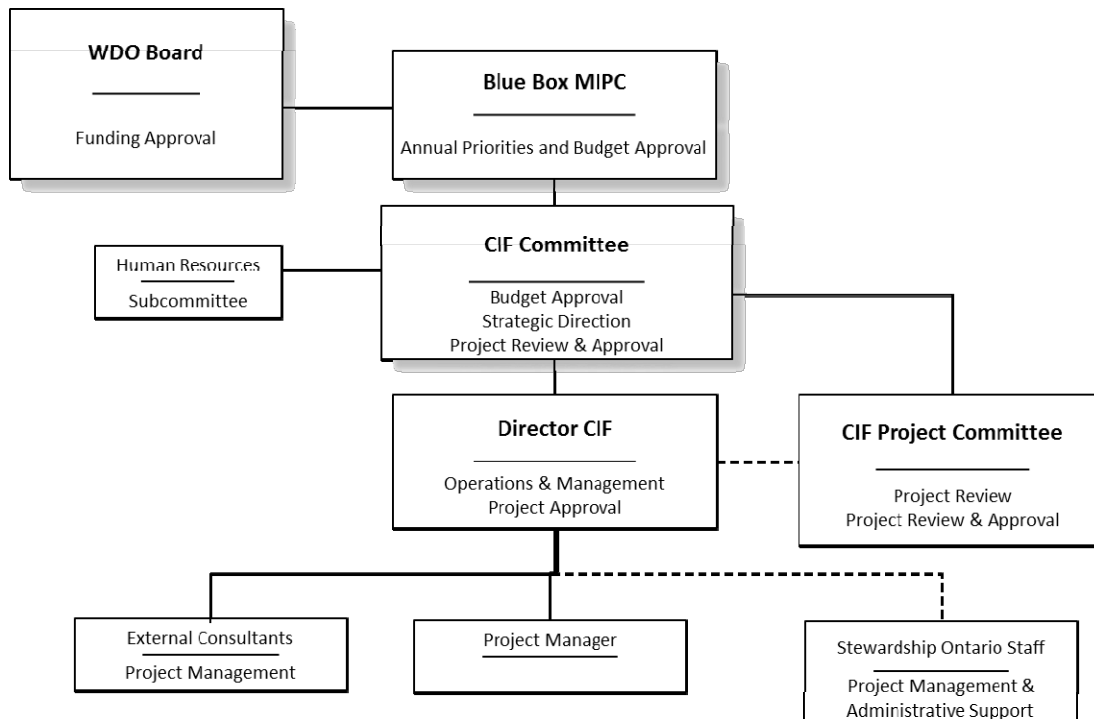 WDO Board
Funding Approval
Blue Box MIPC
Annual Priorities and Budget Approval
CIF Committee
Budget Approval
Strategic Direction
Project Review & Approval
Human Resources
Subcommittee
Director CIF
Operations & Management
Project Approval
CIF Project Committee
Project Review
Project Review & Approval
External Consultants
Project Management
Project Manager
Stewardship Ontario Staff
Project Management &
Administrative Support